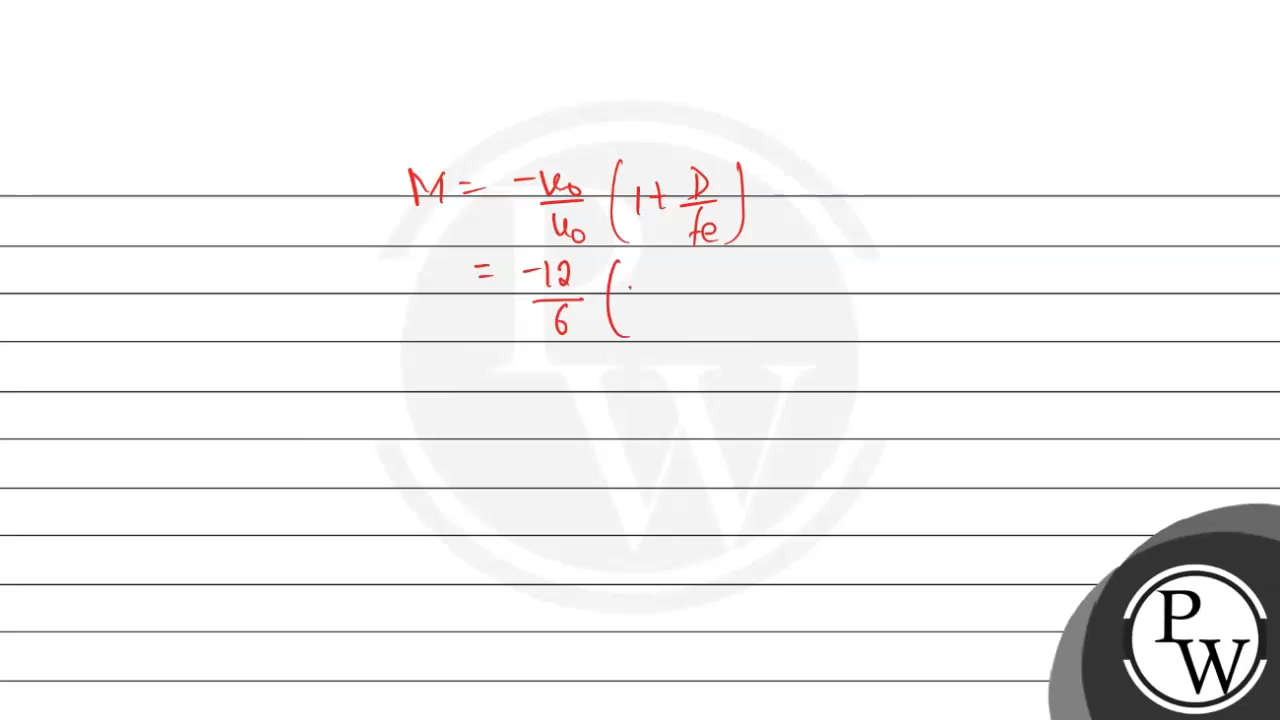 M = -v₀/u₀ (1 + D/fe)
= -12/6 (
P
W
P
W